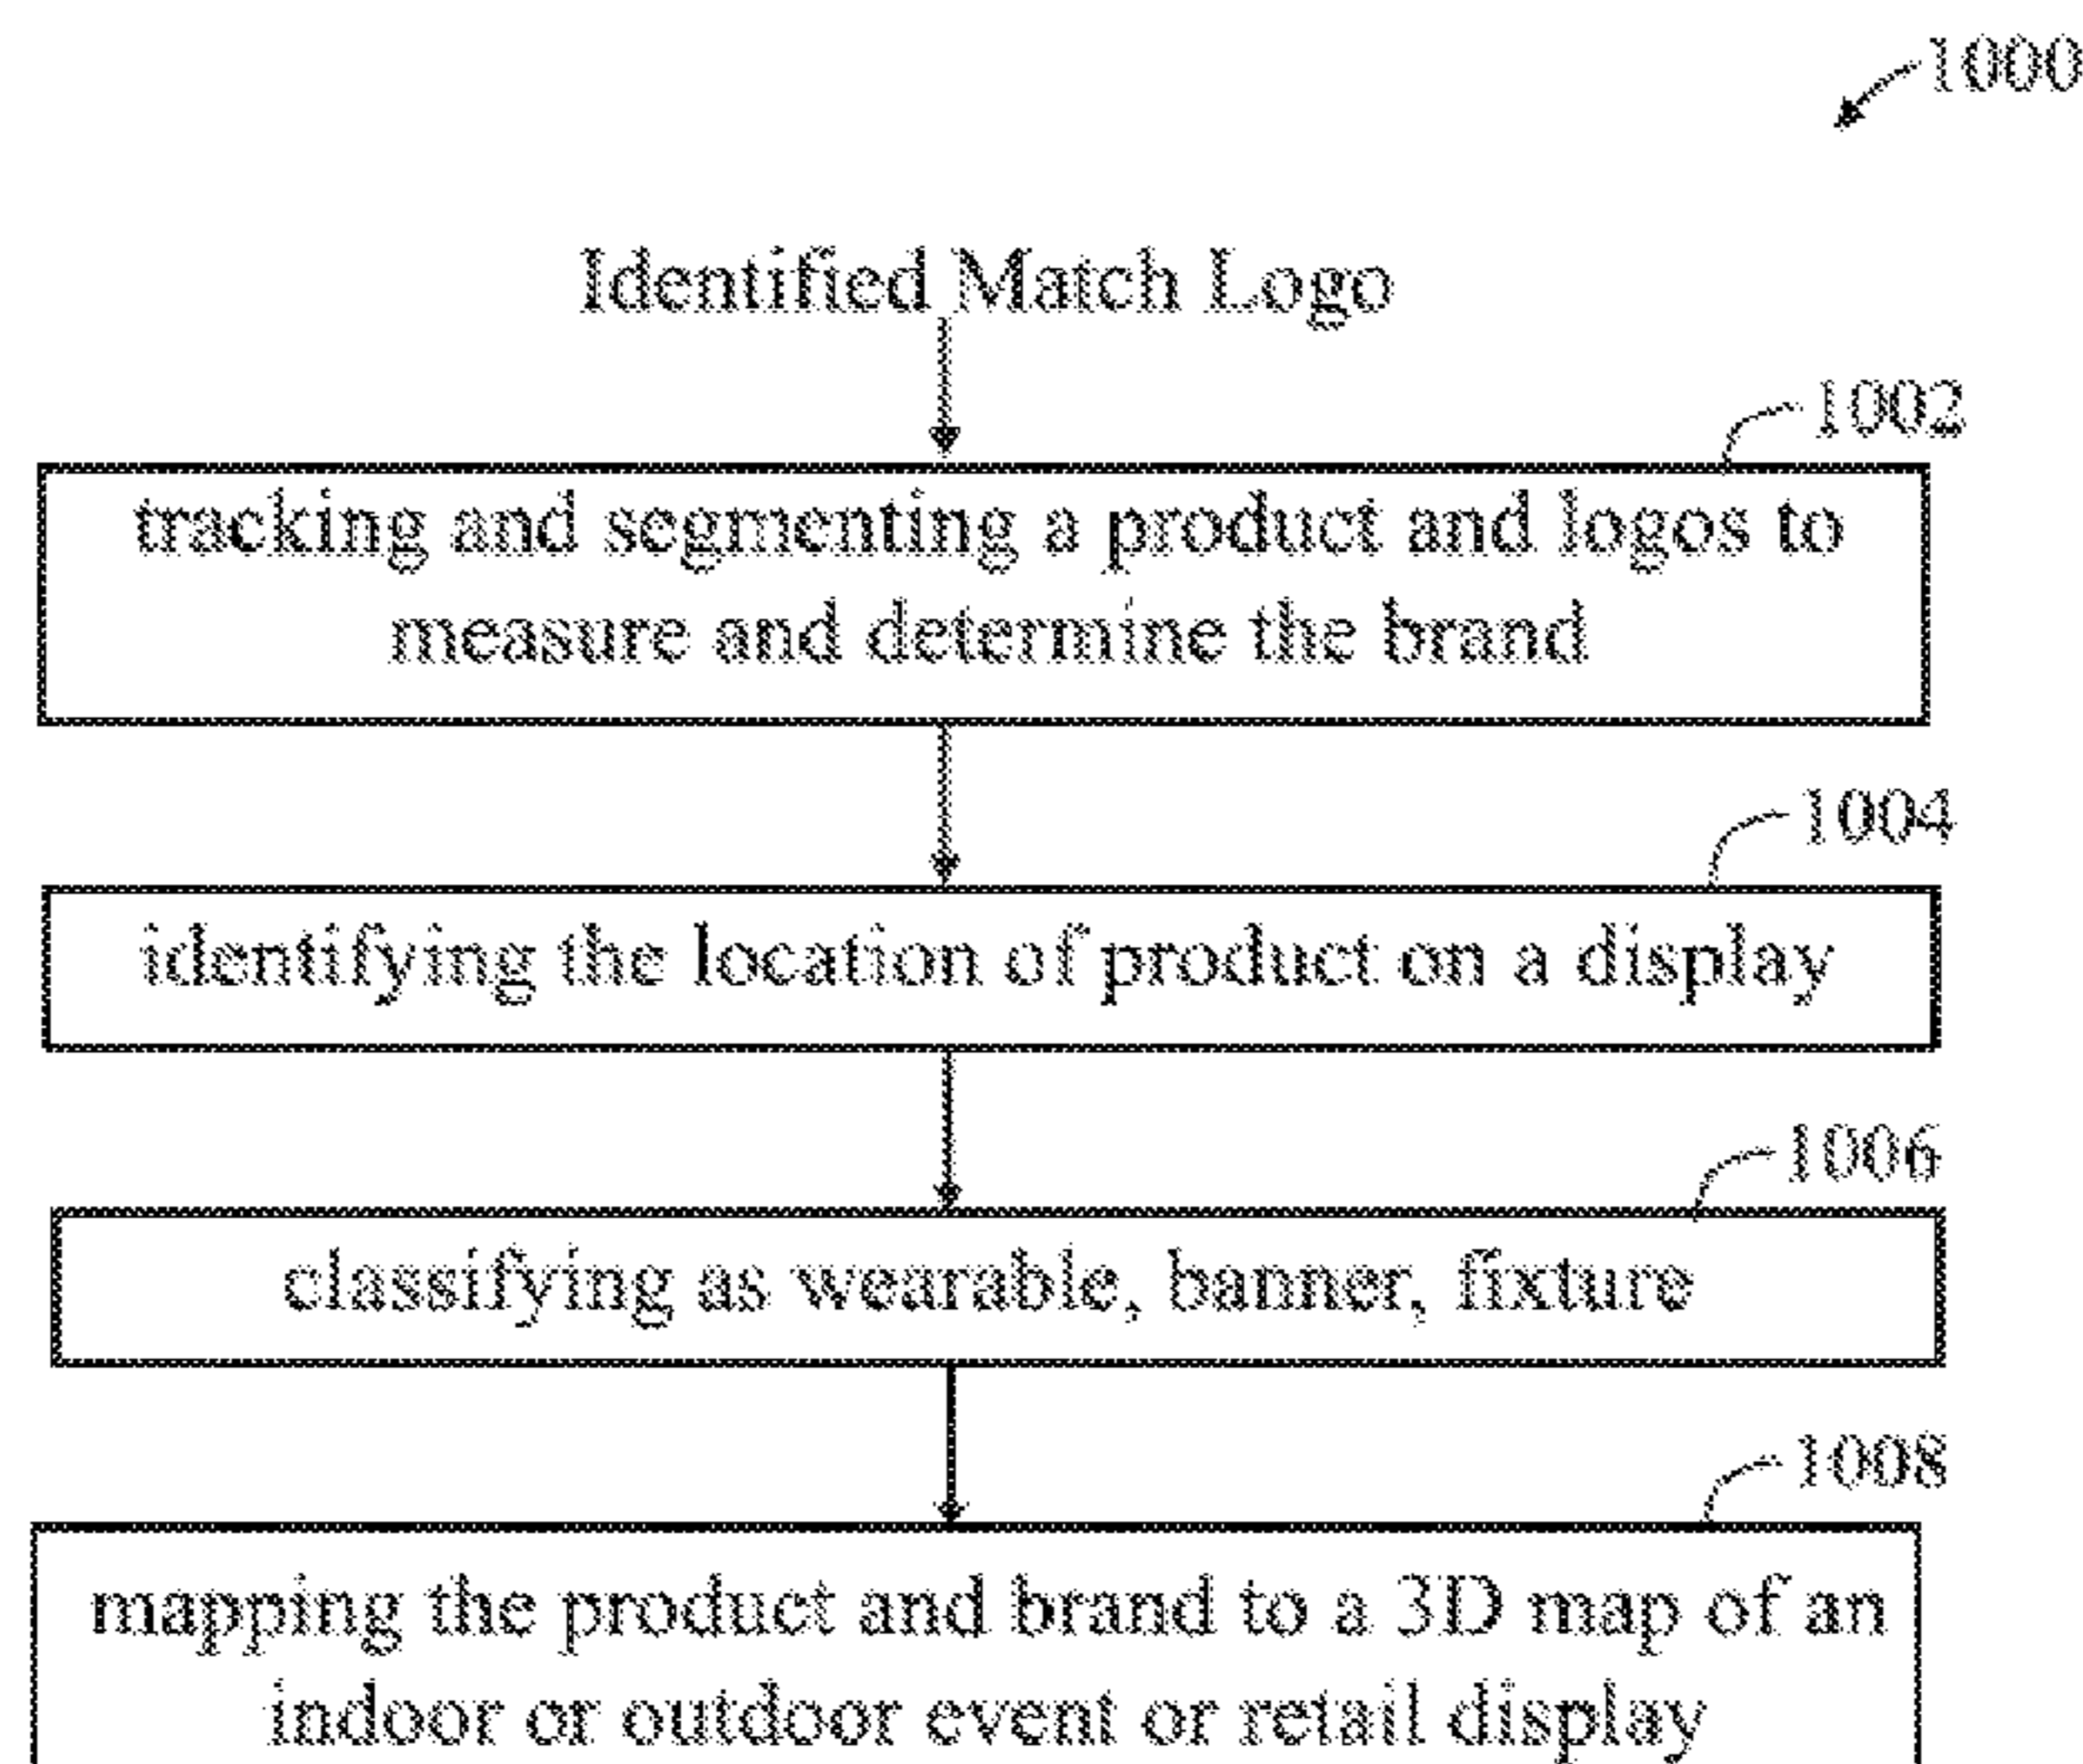 1000
Identified Match Logo
1002
tracking and segmenting a product and logos to
measure and determine the brand
1004
identifying the location of product on a display
1006
classifying as wearable, banner, fixture
1008
mapping the product and brand to a 3D map of an
indoor or outdoor event or retail display